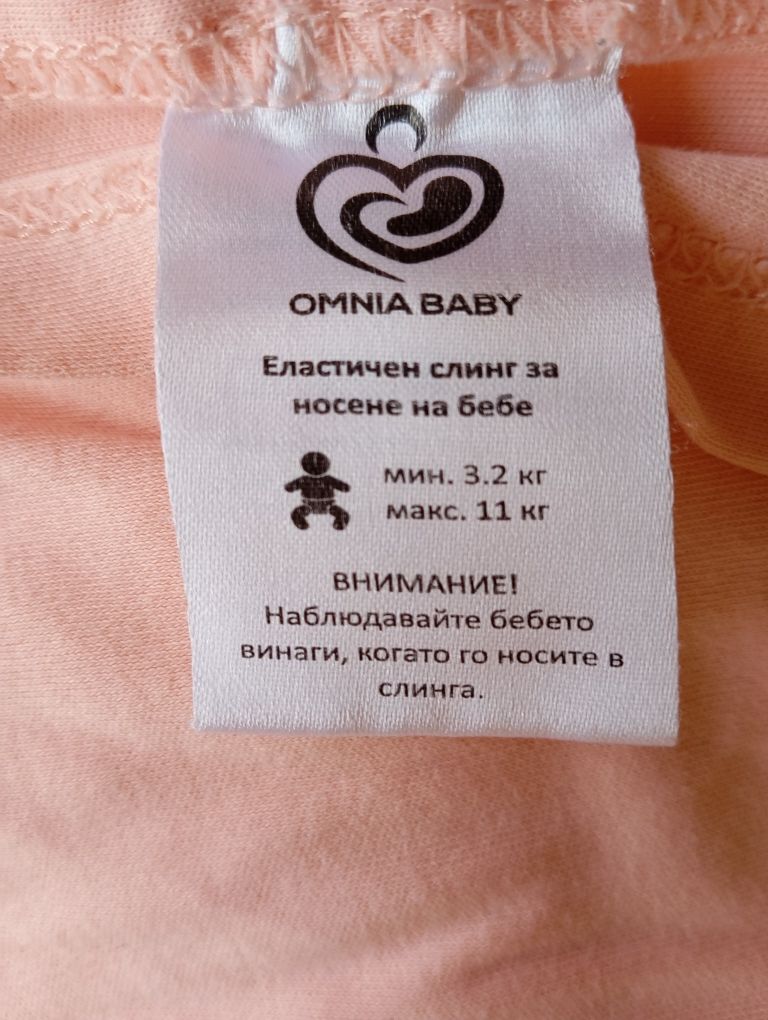 OMNIA BABY
Еластичен слинг за
носене на бебе
мин. 3.2 кг
макс. 11 кг
ВНИМАНИЕ!
Наблюдавайте бебето
винаги, когато го носите в
слинга.